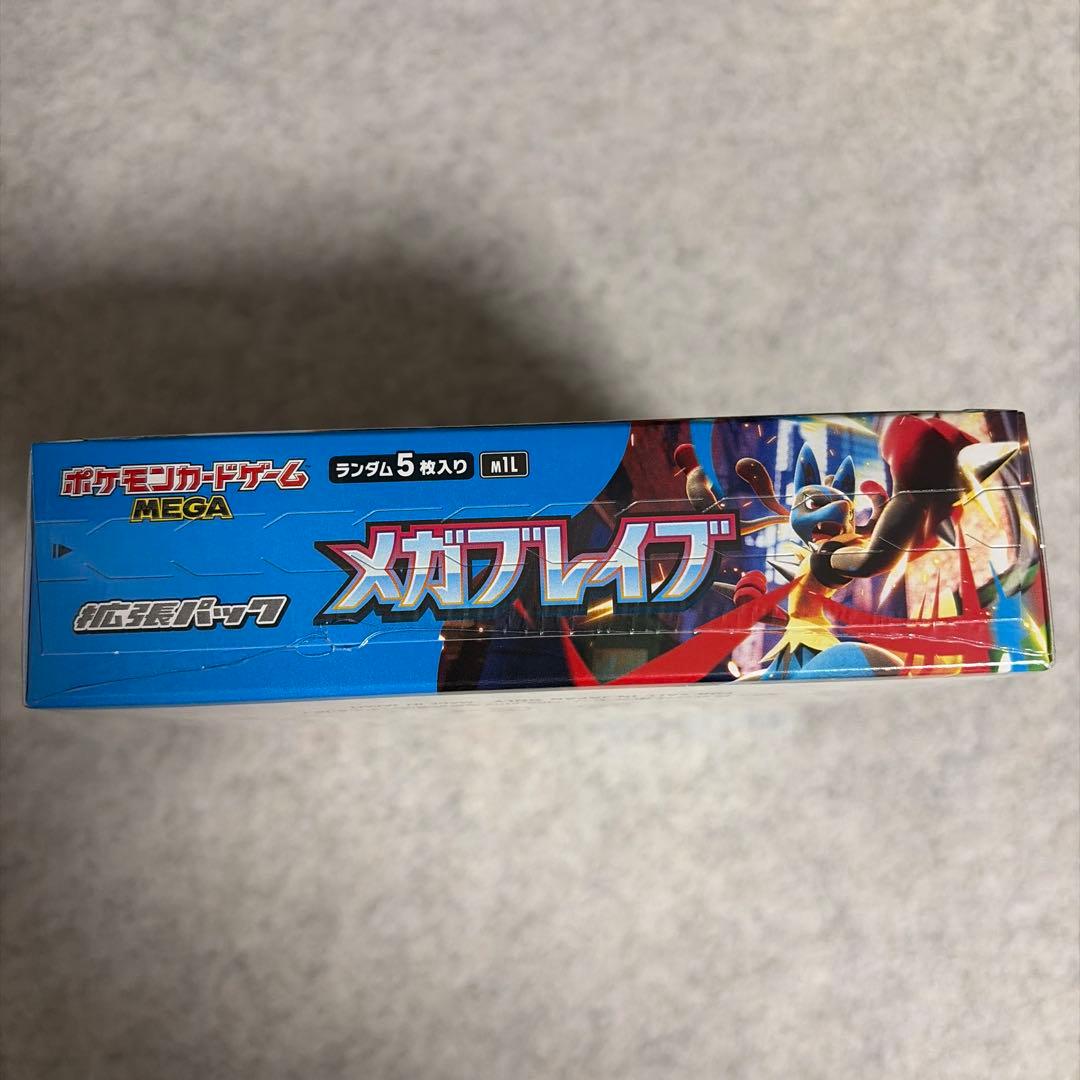 ポケモンカードゲーム
MEGA
ランダム5枚入り
M1L
メガブレイブ
拡張パック